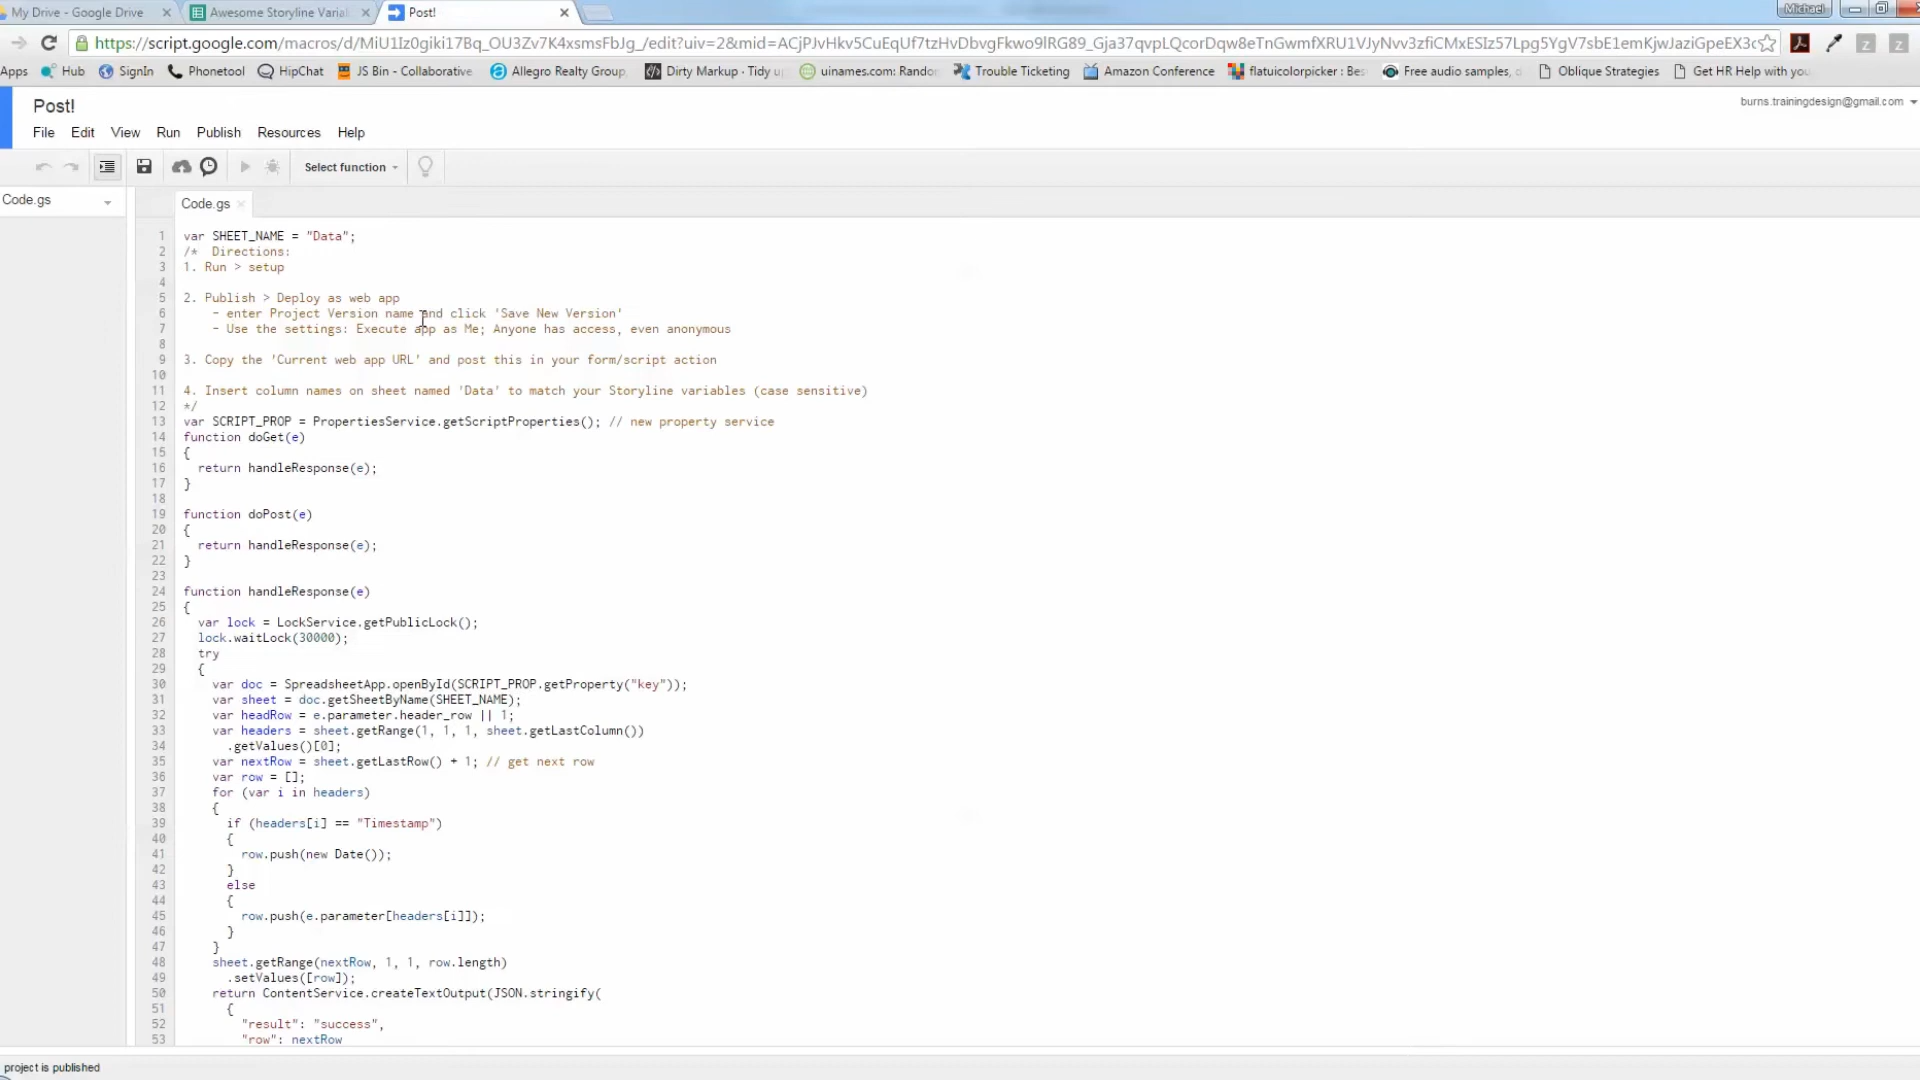 My Drive - Google Drive
Awesome Storyline Variab
Post!
Michael
https://script.google.com/macros/d/MiU1Iz0giki17Bq_OU3Zv7K4xsmsFbJg_/edit?uiv=2&mid=ACjPJvHkv5CuEqUf7tzHvDbvgFkwo9lRG89_Gja37qvpLQcorDqw8eTnGwmfXRU1VJyNvv3zfiCMxESIz57Lpg5YgV7sbE1emKjwJaziGpeEX3c
Apps
Hub
SignIn
Phonetool
HipChat
JS Bin - Collaborative
Allegro Realty Group,
Dirty Markup - Tidy u
uinames.com: Rando
Trouble Ticketing
Amazon Conference
flatuicolorpicker : Bes
Free audio samples,
Oblique Strategies
Get HR Help with you
Post!
burns.trainingdesign@gmail.com
File Edit View Run Publish Resources Help
Select function
Code.gs
Code.gs
1 var SHEET_NAME = "Data";
2 /* Directions:
3 1. Run > setup
4
5 2. Publish > Deploy as web app
6 - enter Project Version name and click 'Save New Version'
7 - Use the settings: Execute app as Me; Anyone has access, even anonymous
8
9 3. Copy the 'Current web app URL' and post this in your form/script action
10
11 4. Insert column names on sheet named 'Data' to match your Storyline variables (case sensitive)
12 */
13 var SCRIPT_PROP = PropertiesService.getScriptProperties(); // new property service
14 function doGet(e)
15 {
16 return handleResponse(e);
17 }
18
19 function doPost(e)
20 {
21 return handleResponse(e);
22 }
23
24 function handleResponse(e)
25 {
26 var lock = LockService.getPublicLock();
27 lock.waitLock(30000);
28 try
29 {
30 var doc = SpreadsheetApp.openById(SCRIPT_PROP.getProperty("key"));
31 var sheet = doc.getSheetByName(SHEET_NAME);
32 var headRow = e.parameter.header_row || 1;
33 var headers = sheet.getRange(1, 1, 1, sheet.getLastColumn())
34 .getValues()[0];
35 var nextRow = sheet.getLastRow() + 1; // get next row
36 var row = [];
37 for (var i in headers)
38 {
39 if (headers[i] == "Timestamp")
40 {
41 row.push(new Date());
42 }
43 else
44 {
45 row.push(e.parameter[headers[i]]);
46 }
47 }
48 sheet.getRange(nextRow, 1, 1, row.length)
49 .setValues([row]);
50 return ContentService.createTextOutput(JSON.stringify(
51 {
52 "result": "success",
53 "row": nextRow
project is published